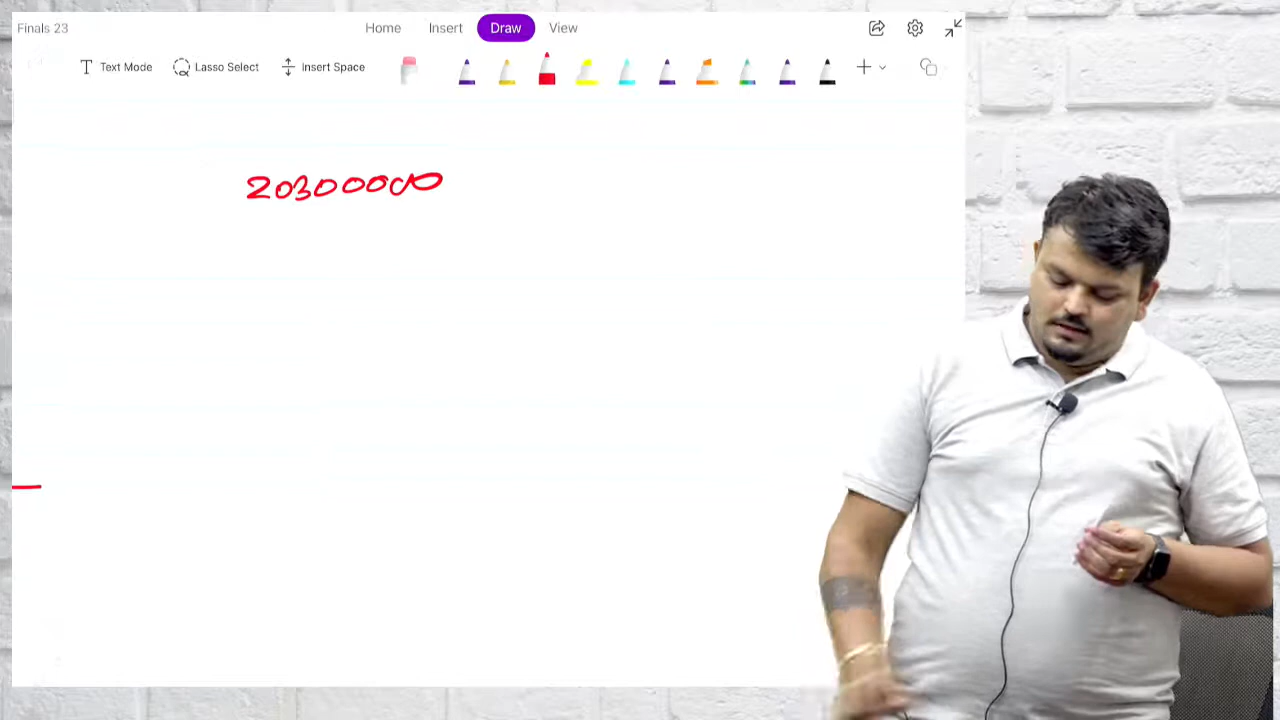 Finals 23
Home Insert Draw View
Text Mode Lasso Select Insert Space
20300000